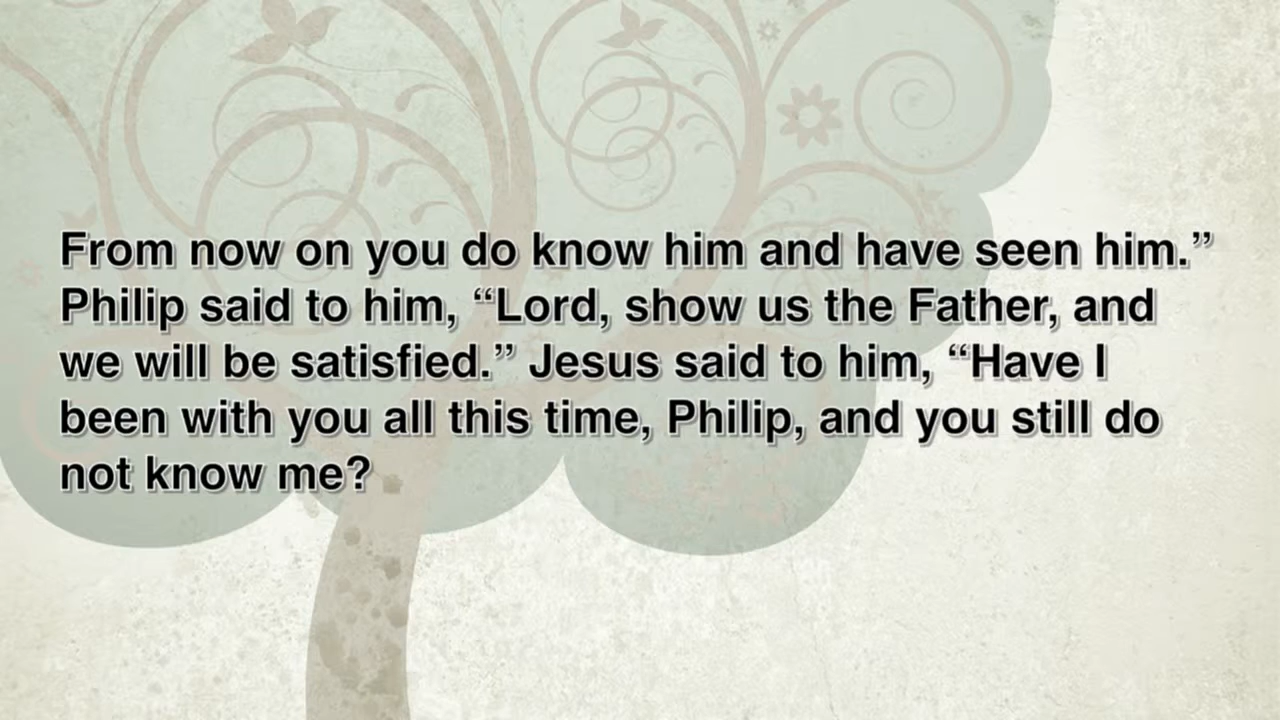 From now on you do know him and have seen him.”
Philip said to him, “Lord, show us the Father, and
we will be satisfied.” Jesus said to him, “Have I
been with you all this time, Philip, and you still do
not know me?